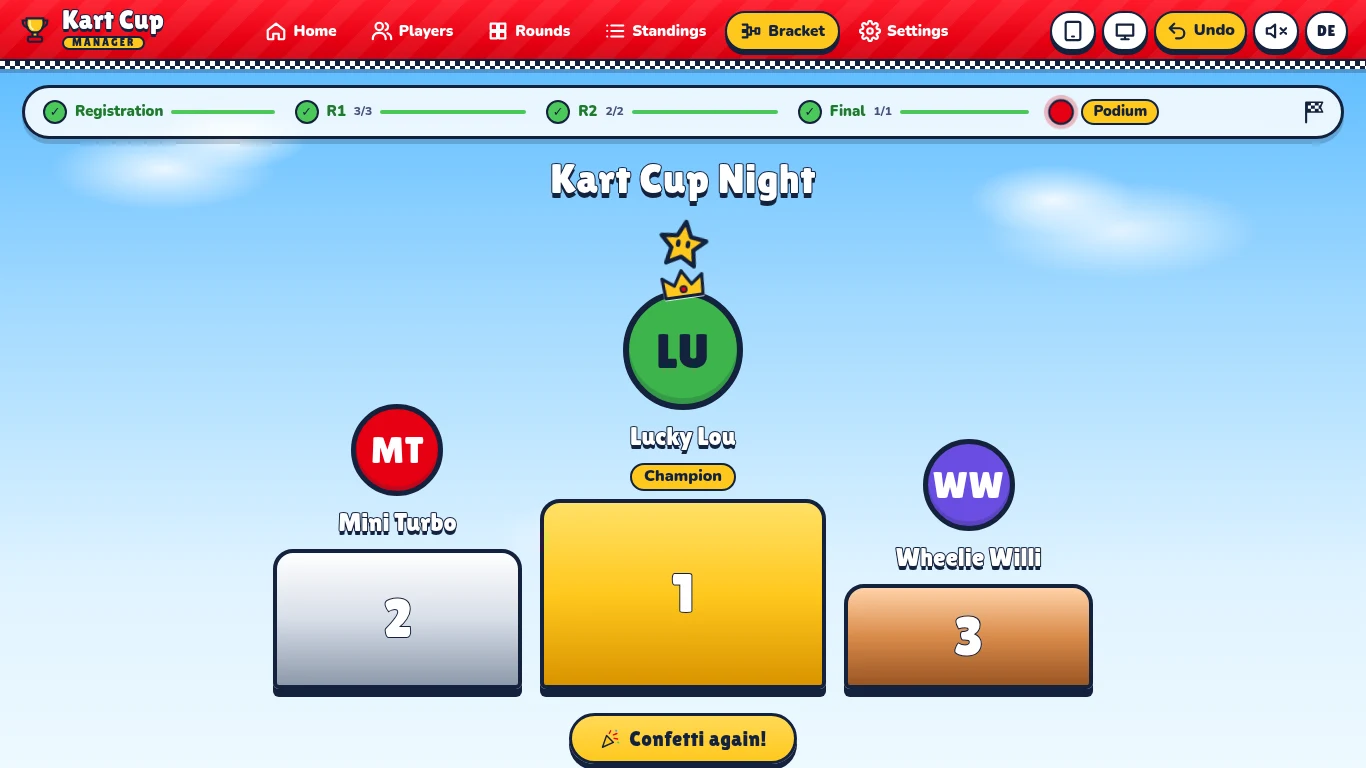 Kart Cup
MANAGER
Home
Players
Rounds
Standings
Bracket
Settings
Undo
DE
Registration
R1 3/3
R2 2/2
Final 1/1
Podium
Kart Cup Night
LU
Lucky Lou
Champion
MT
Mini Turbo
WW
Wheelie Willi
2
1
3
Confetti again!